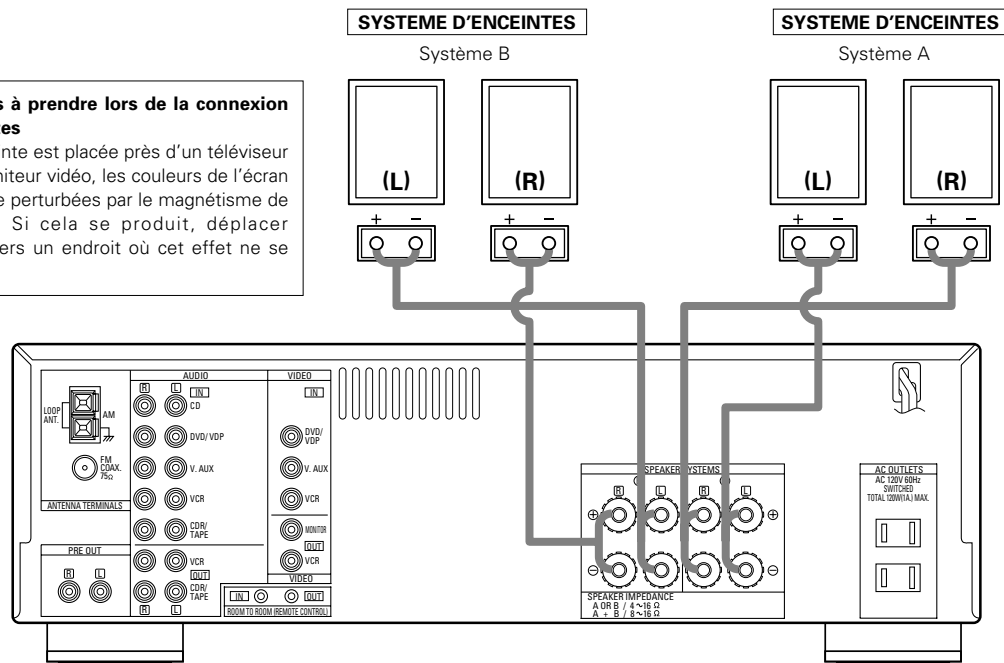 SYSTEME D'ENCEINTES
Système B
SYSTEME D'ENCEINTES
Système A
à prendre lors de la connexion
est placée près d'un téléviseur
vidéo, les couleurs de l'écran
perturbées par le magnétisme de
Si cela se produit, déplacer
un endroit où cet effet ne se
(L)
(R)
(L)
(R)
+ −
+ −
+ −
+ −
AUDIO
VIDEO
R L IN
IN
LOOP
ANT.
AM
CD
DVD/ VDP
DVD/
VDP
FM
COAX.
75Ω
V. AUX
V. AUX
ANTENNA TERMINALS
VCR
VCR
CDR/
TAPE
MONITOR
OUT
PRE OUT
R L
VCR
VCR
OUT
VIDEO
CDR/
TAPE
R L
IN
OUT
ROOM TO ROOM (REMOTE CONTROL)
SPEAKER SYSTEMS
R L R L
⊕ ⊕
⊖ ⊖
SPEAKER IMPEDANCE
A OR B / 4~16 Ω
A + B / 8~16 Ω
AC OUTLETS
AC 120V 60Hz
SWITCHED
TOTAL 120W(1A.) MAX.